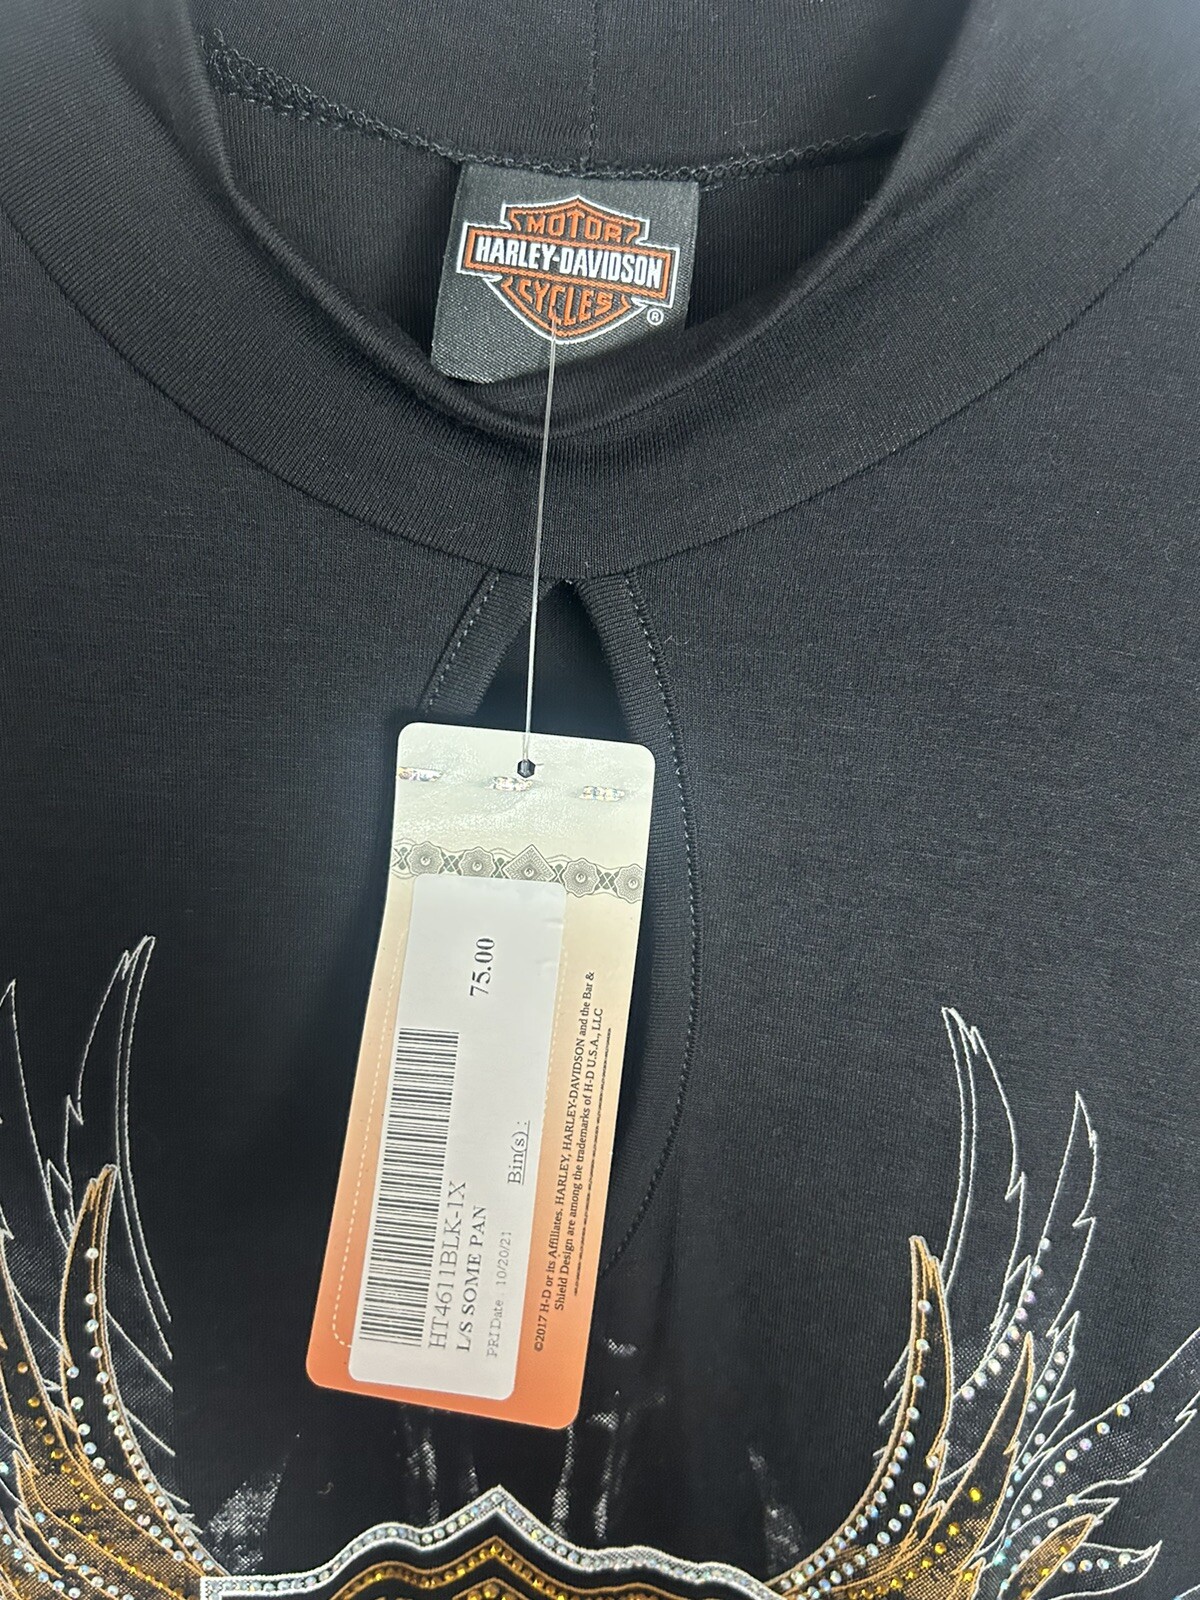 MOTOR
HARLEY-DAVIDSON
CYCLES
®
75.00
HT4611BLK-1X
L/S SOME PAN
PRI Date : 10/20/21
Bin(s) :
©2017 H-D or its Affiliates. HARLEY, HARLEY-DAVIDSON and the Bar &
Shield Design are among the trademarks of H-D U.S.A., LLC